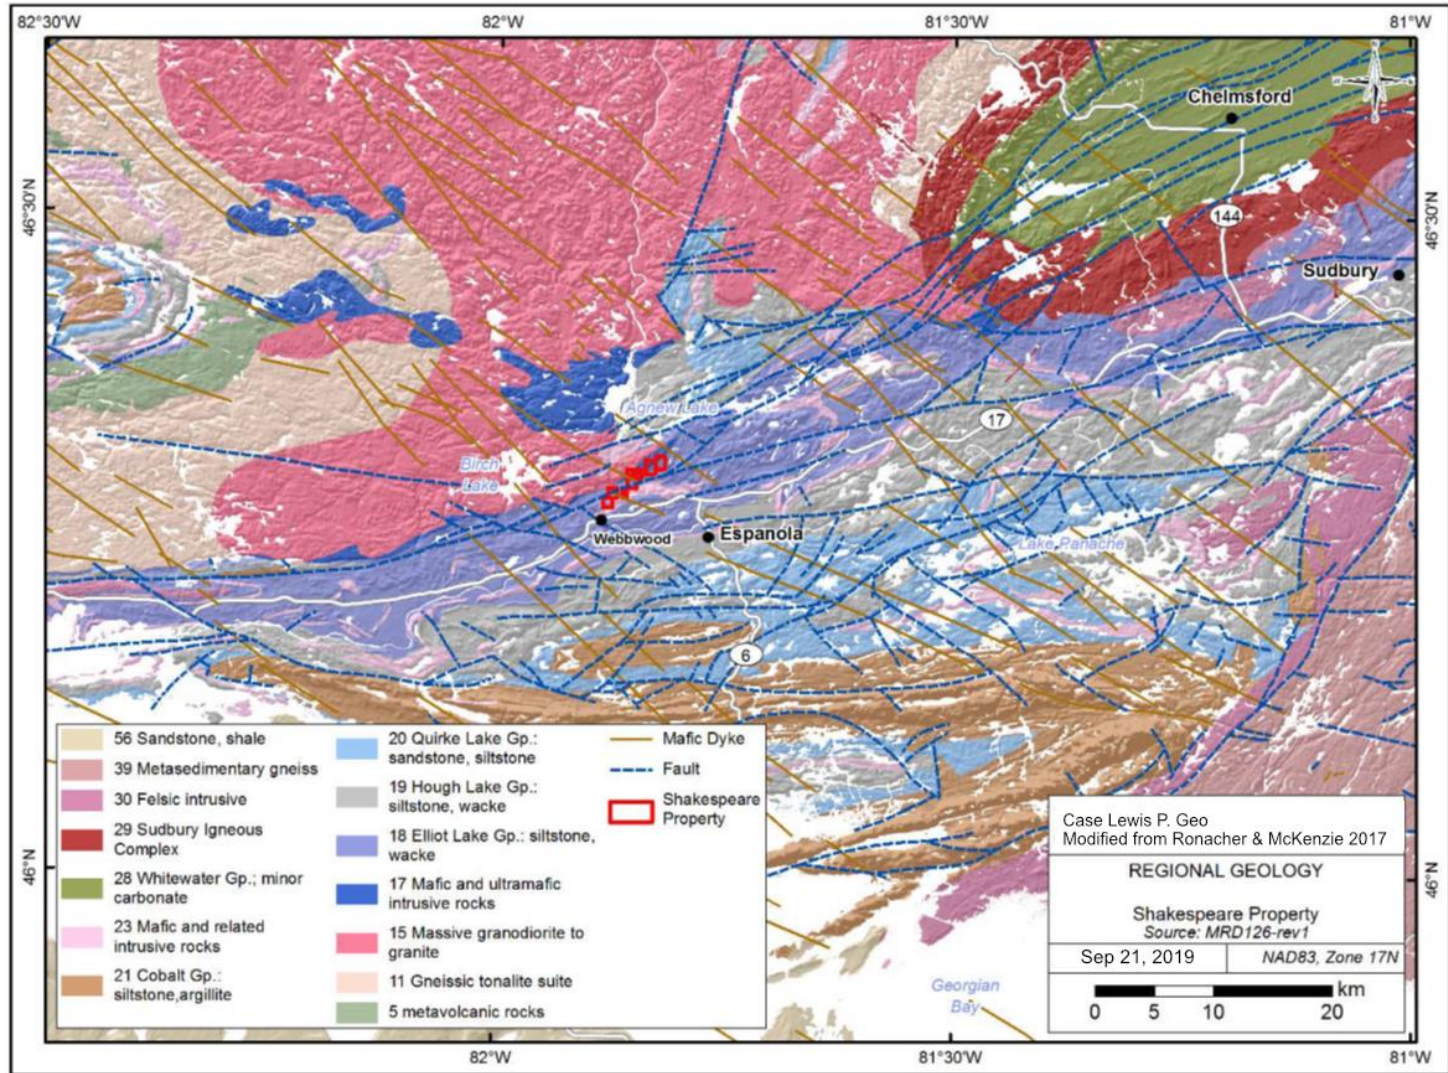 82°30'W
82°W
81°30'W
81°W
46°30'N
46°30'N
Chelmsford
144
Sudbury
Agnew Lake
17
Birch
Lake
Webbwood
Espanola
Lake Panache
6
46°N
46°N
56 Sandstone, shale
39 Metasedimentary gneiss
30 Felsic intrusive
29 Sudbury Igneous
Complex
28 Whitewater Gp.; minor
carbonate
23 Mafic and related
intrusive rocks
21 Cobalt Gp.:
siltstone,argillite
20 Quirke Lake Gp.:
sandstone, siltstone
19 Hough Lake Gp.:
siltstone, wacke
18 Elliot Lake Gp.: siltstone,
wacke
17 Mafic and ultramafic
intrusive rocks
15 Massive granodiorite to
granite
11 Gneissic tonalite suite
5 metavolcanic rocks
Mafic Dyke
Fault
Shakespeare
Property
Georgian
Bay
Case Lewis P. Geo
Modified from Ronacher & McKenzie 2017
REGIONAL GEOLOGY
Shakespeare Property
Source: MRD126-rev1
Sep 21, 2019 NAD83, Zone 17N
km
0 5 10 20
82°W
81°30'W
81°W